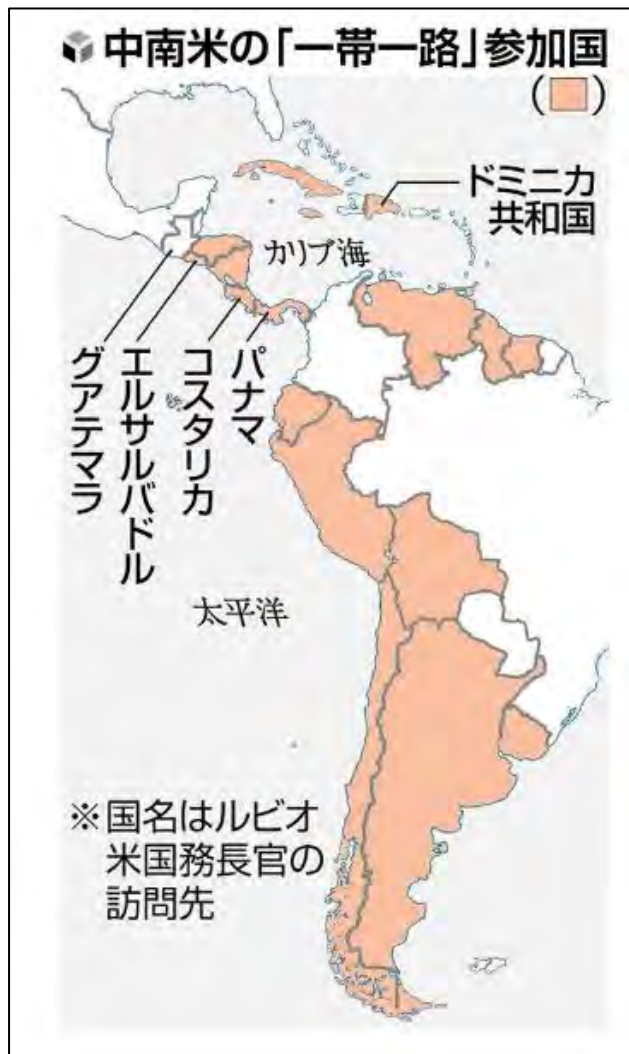 中南米の「一帯一路」参加国
(■)
ドミニカ
共和国
カリブ海
グアテマラ
エルサルバドル
コスタリカ
パナマ
太平洋
※国名はルビオ
米国務長官の
訪問先